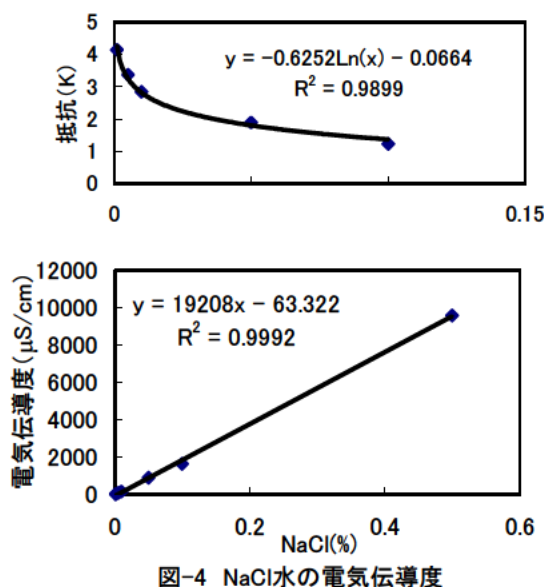 5
4
3
2
1
0
抵抗(K)
y = -0.6252Ln(x) - 0.0664
R² = 0.9899
0
0.15
12000
10000
8000
6000
4000
2000
0
電気伝導度(μS/cm)
y = 19208x - 63.322
R² = 0.9992
0
0.2
0.4
0.6
NaCl(%)
図-4 NaCl水の電気伝導度